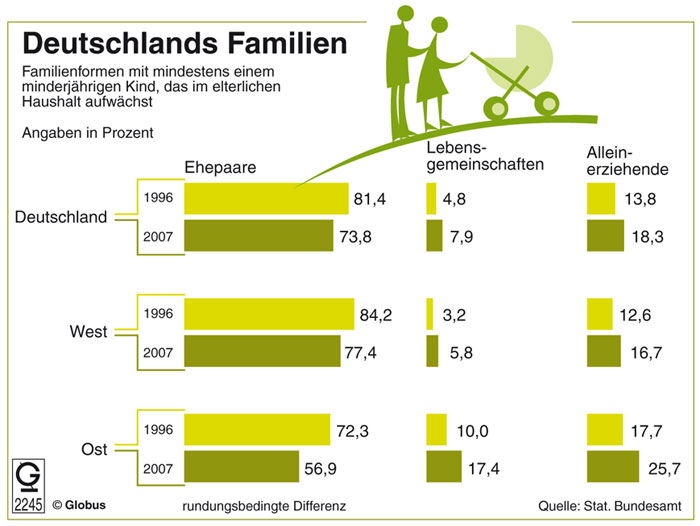 Deutschlands Familien
Familienformen mit mindestens einem
minderjährigen Kind, das im elterlichen
Haushalt aufwächst
Angaben in Prozent
Ehepaare
Lebens-
gemeinschaften
Allein-
erziehende
Deutschland
1996 81,4 4,8 13,8
2007 73,8 7,9 18,3
West
1996 84,2 3,2 12,6
2007 77,4 5,8 16,7
Ost
1996 72,3 10,0 17,7
2007 56,9 17,4 25,7
G
2245
© Globus
rundungsbedingte Differenz
Quelle: Stat. Bundesamt